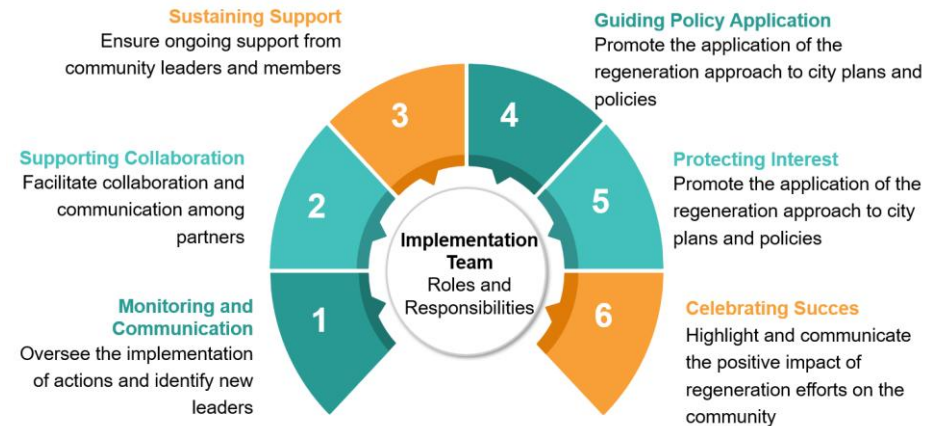 Sustaining Support
Ensure ongoing support from
community leaders and members
Guiding Policy Application
Promote the application of the
regeneration approach to city plans and
policies
3
4
Supporting Collaboration
Facilitate collaboration and
communication among
partners
2
5
Protecting Interest
Promote the application of the
regeneration approach to city
plans and policies
Implementation
Team
Roles and
Responsibilities
Monitoring and
Communication
Oversee the implementation
of actions and identify new
leaders
1
6
Celebrating Succes
Highlight and communicate
the positive impact of
regeneration efforts on the
community